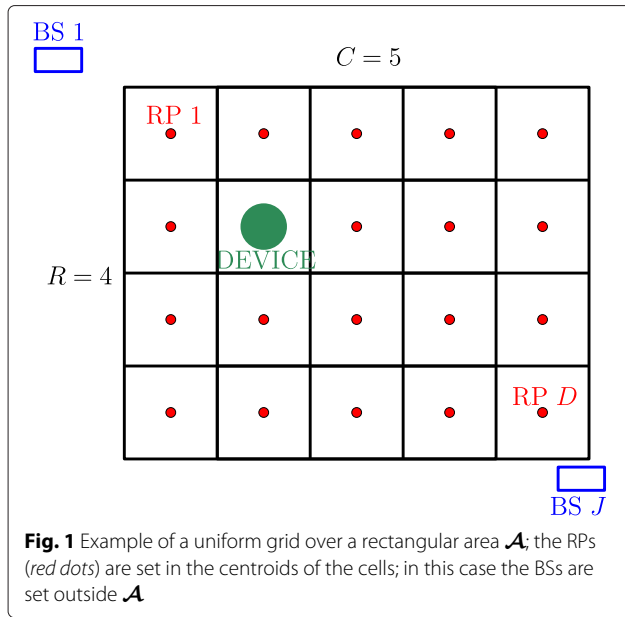 BS 1
C = 5
RP 1
DEVICE
R = 4
RP D
BS J
Fig. 1 Example of a uniform grid over a rectangular area 𝓐; the RPs
(red dots) are set in the centroids of the cells; in this case the BSs are
set outside 𝓐